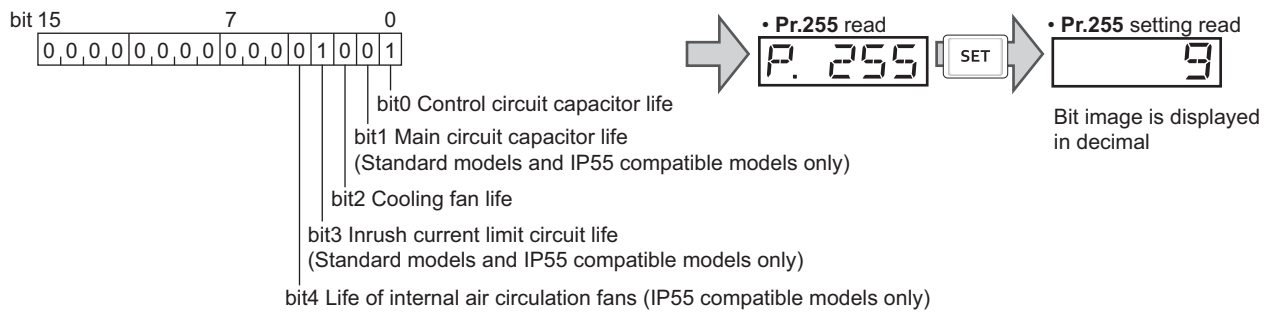 bit 15 7 0
0 0 0 0 0 0 0 0 0 0 0 0 1 0 0 1
bit0 Control circuit capacitor life
bit1 Main circuit capacitor life
(Standard models and IP55 compatible models only)
bit2 Cooling fan life
bit3 Inrush current limit circuit life
(Standard models and IP55 compatible models only)
bit4 Life of internal air circulation fans (IP55 compatible models only)
• Pr.255 read
P. 255
SET
• Pr.255 setting read
9
Bit image is displayed
in decimal